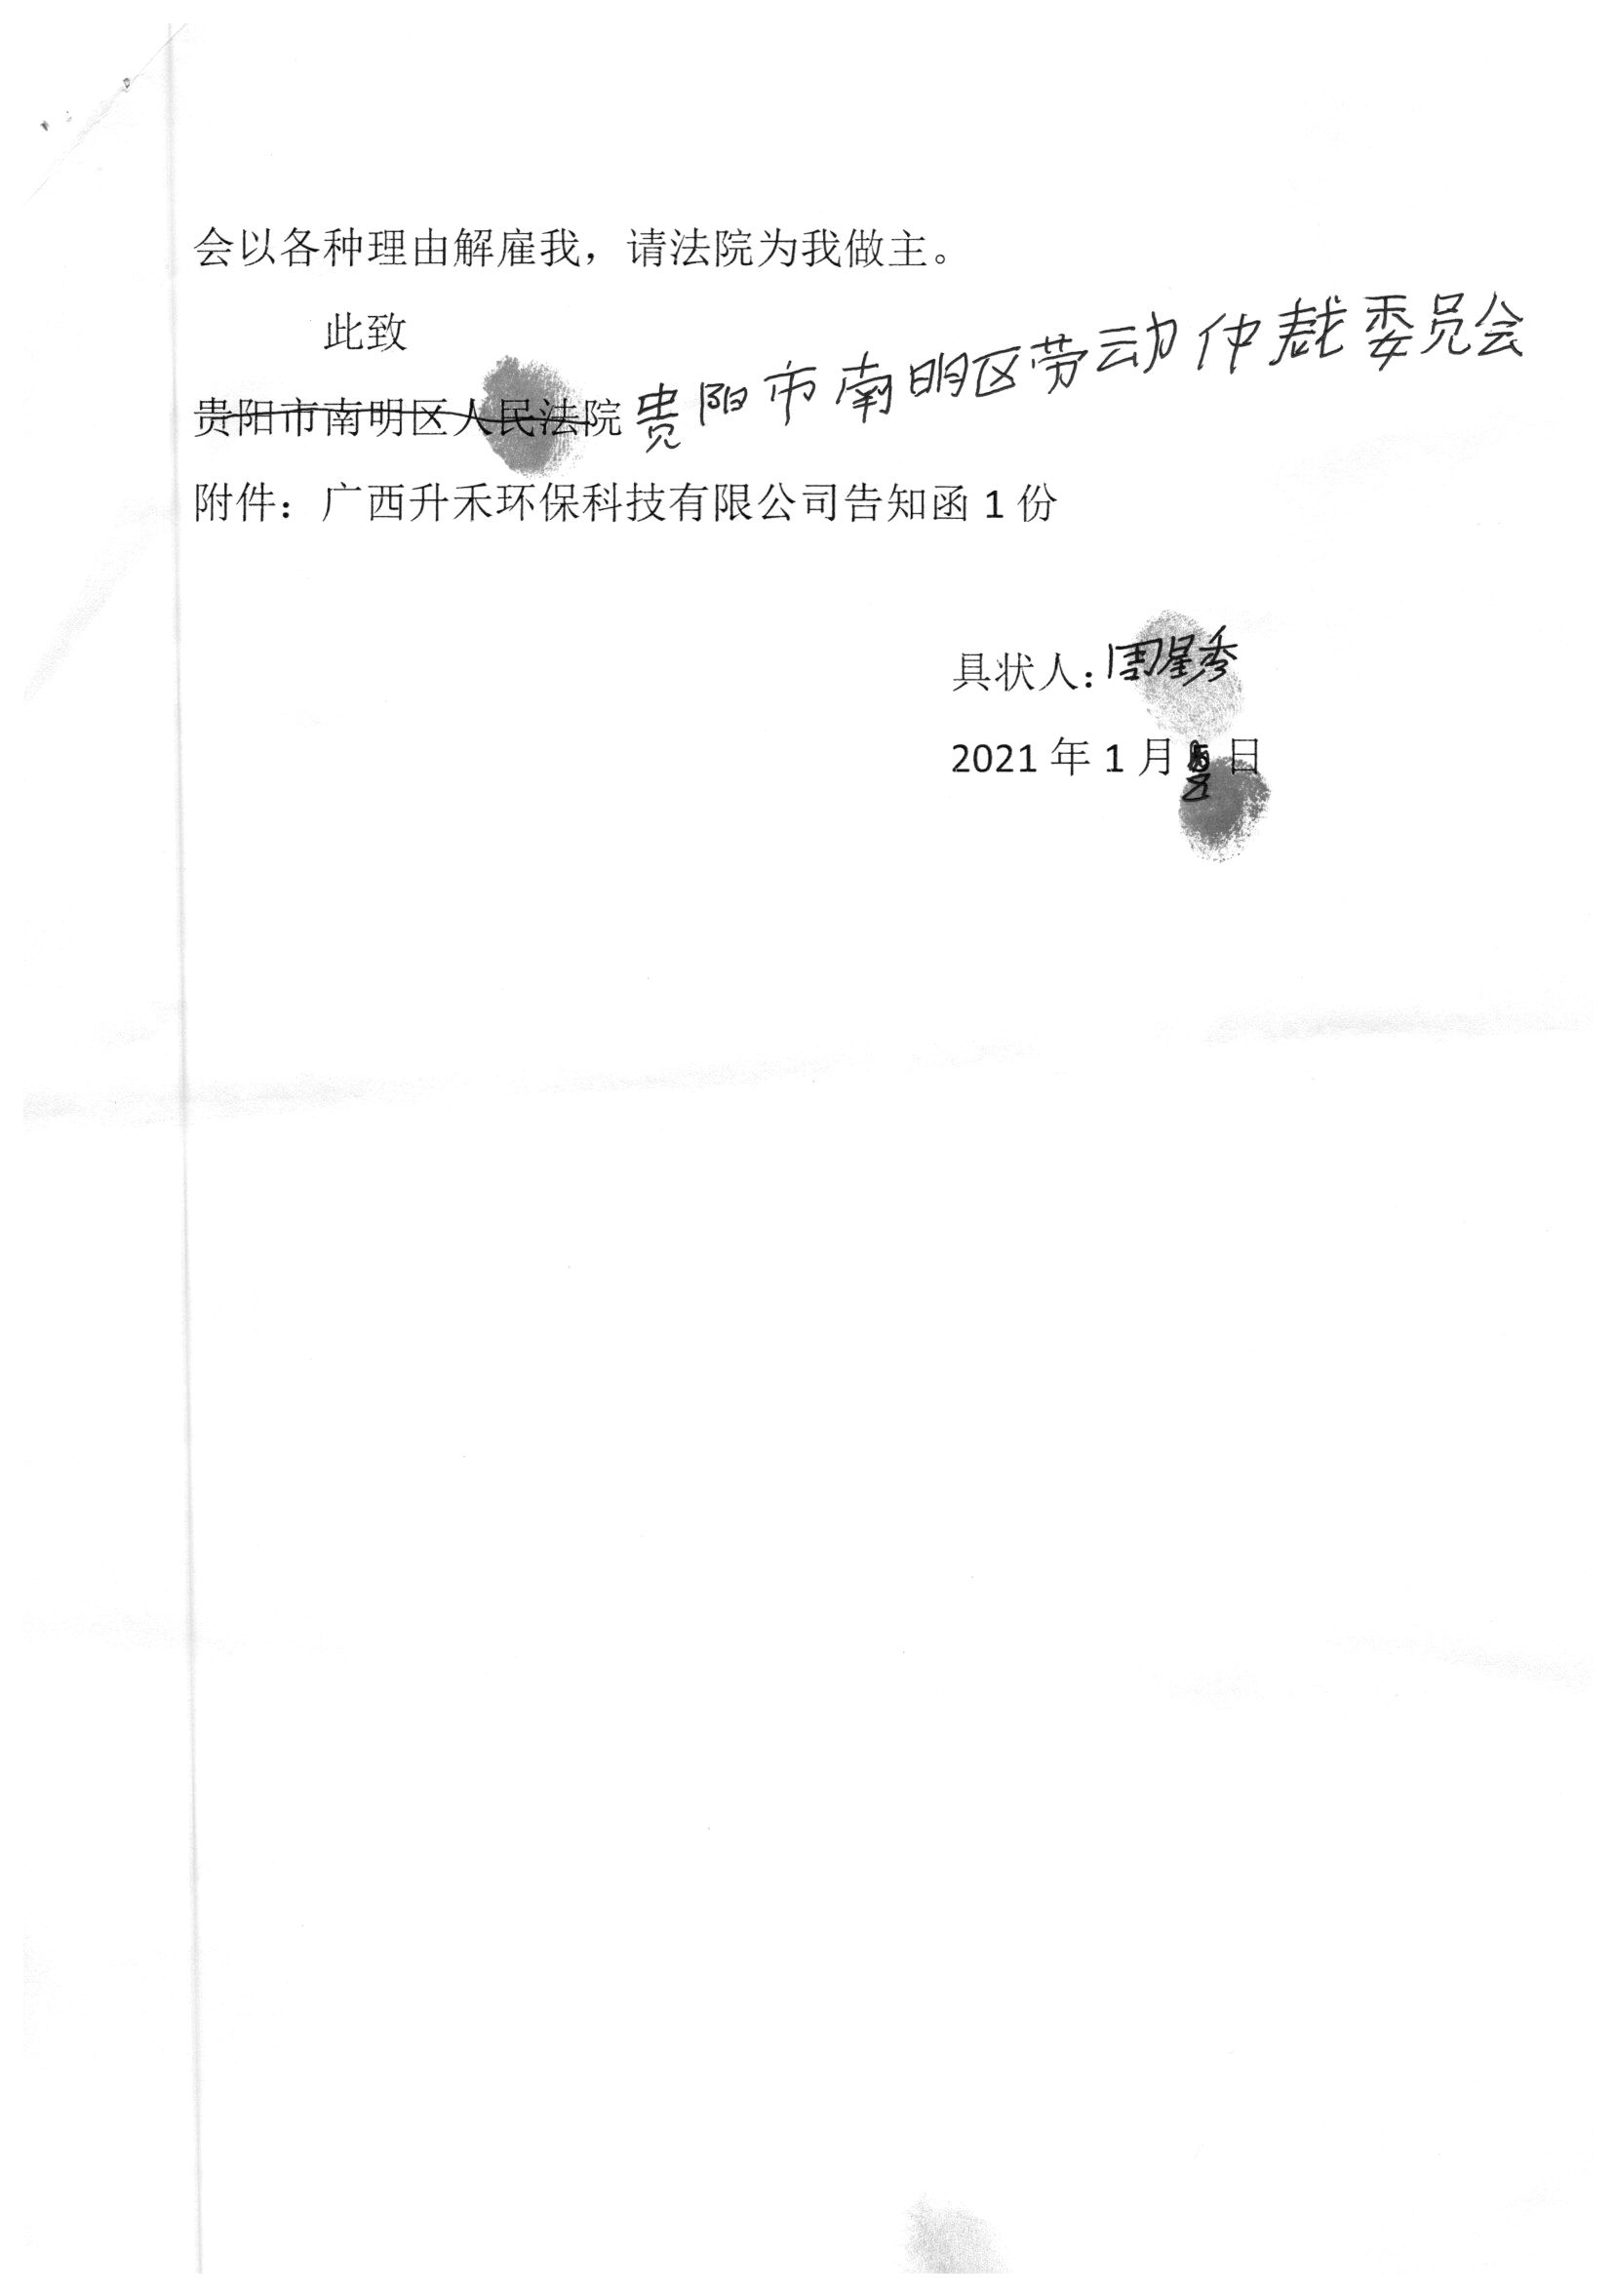 会以各种理由解雇我，请法院为我做主。
此致
贵阳市南明区人民法院 贵阳市南明区劳动仲裁委员会
附件：广西升禾环保科技有限公司告知函 1 份
具状人：周星秀
2021 年 1 月 日